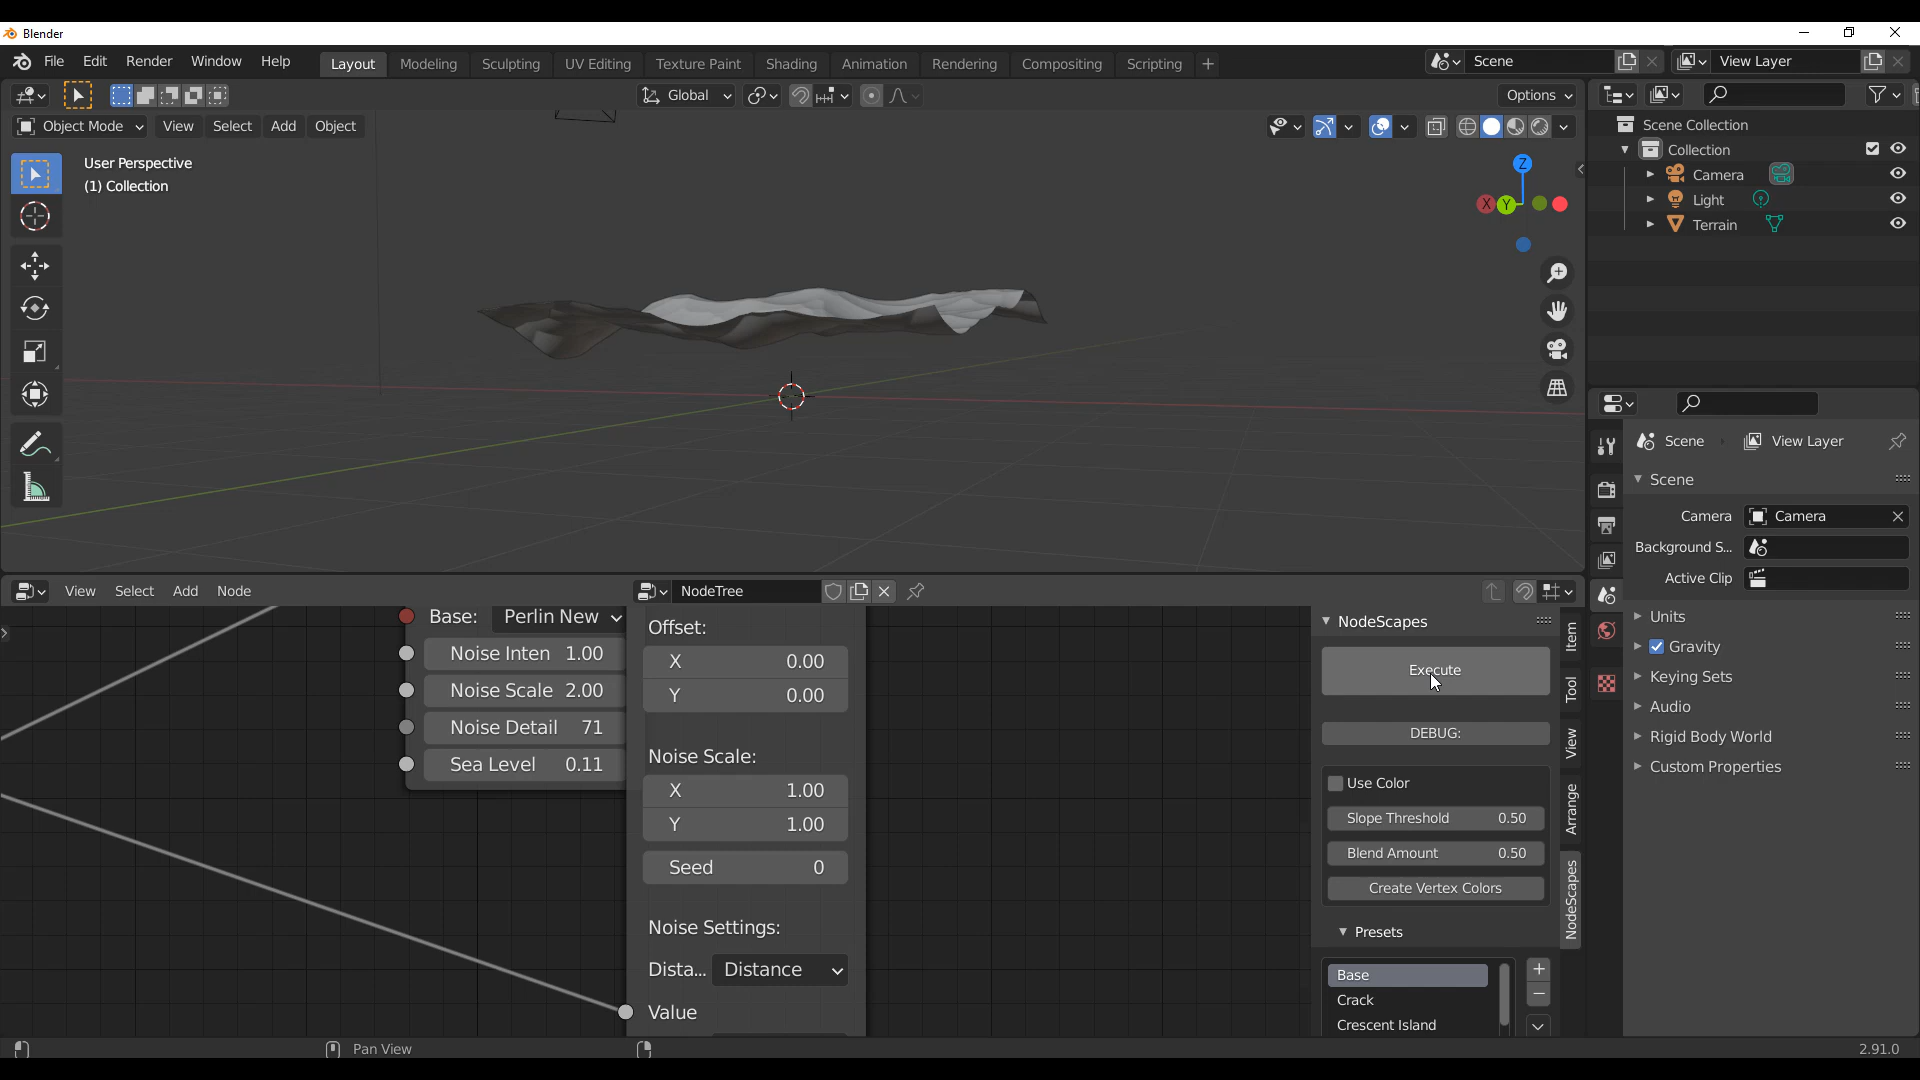 Blender
File Edit Render Window Help
Layout Modeling Sculpting UV Editing Texture Paint Shading Animation Rendering Compositing Scripting +
Scene
View Layer
Global
Options
Object Mode View Select Add Object
User Perspective
(1) Collection
Z
X Y
Scene Collection
Collection
Camera
Light
Terrain
Scene View Layer
Scene
Camera Camera
Background S...
Active Clip
Units
Gravity
Keying Sets
Audio
Rigid Body World
Custom Properties
View Select Add Node
NodeTree
Base: Perlin New
Noise Inten 1.00
Noise Scale 2.00
Noise Detail 71
Sea Level 0.11
Offset:
X 0.00
Y 0.00
Noise Scale:
X 1.00
Y 1.00
Seed 0
Noise Settings:
Dista... Distance
Value
NodeScapes
Execute
DEBUG:
Use Color
Slope Threshold 0.50
Blend Amount 0.50
Create Vertex Colors
Presets
Base
Crack
Crescent Island
Item
Tool
View
Arrange
NodeScapes
Pan View
2.91.0